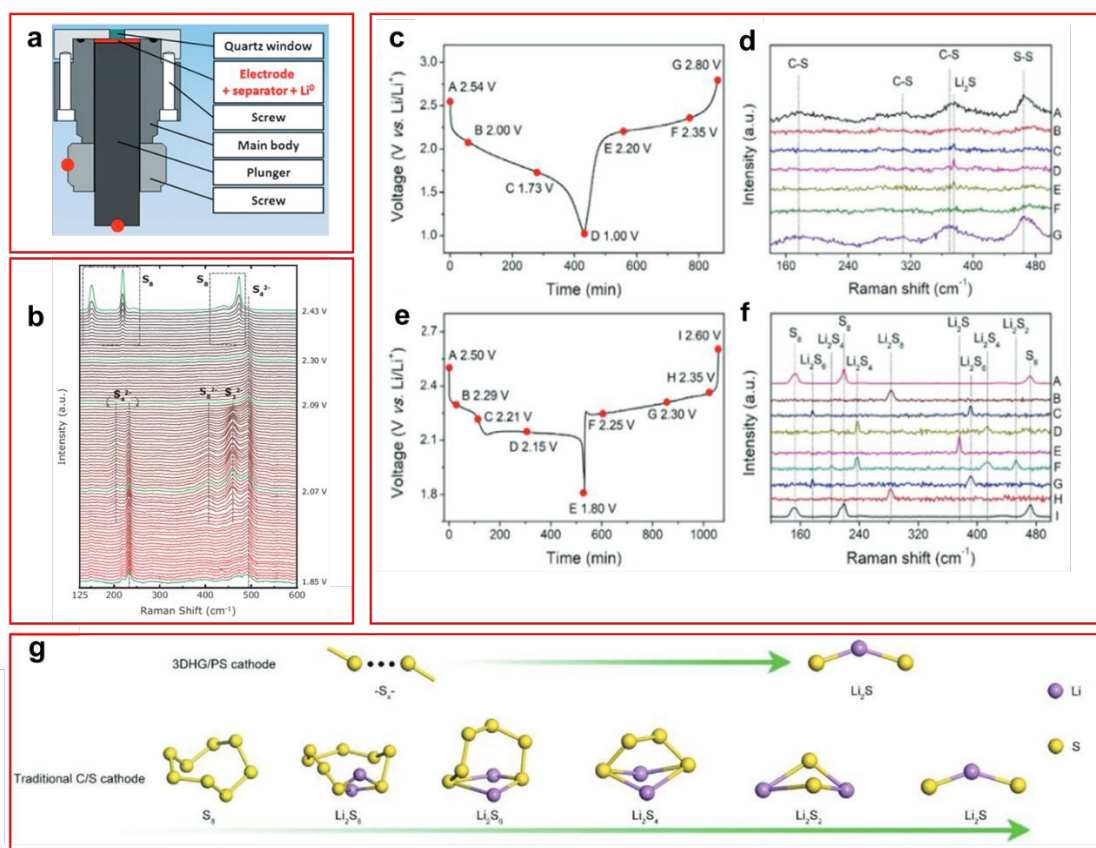 a
Quartz window
Electrode
+ separator + Li⁰
Screw
Main body
Plunger
Screw
b
S₈
S₈
S₄²⁻
S₄²⁻
2.43 V
2.30 V
2.09 V
2.07 V
1.85 V
Intensity (a.u.)
125 200 300 400 500 600
Raman Shift (cm⁻¹)
c
G 2.80 V
A 2.54 V
B 2.00 V
F 2.35 V
E 2.20 V
C 1.73 V
D 1.00 V
Voltage (V vs. Li/Li⁺)
3.0
2.5
2.0
1.5
1.0
0 200 400 600 800
Time (min)
d
C-S
C-S
C-S
Li₂S
S-S
A
B
C
D
E
F
G
Intensity (a.u.)
160 240 320 400 480
Raman shift (cm⁻¹)
e
I 2.60 V
A 2.50 V
H 2.35 V
B 2.29 V
C 2.21 V
G 2.30 V
F 2.25 V
D 2.15 V
E 1.80 V
Voltage (V vs. Li/Li⁺)
2.7
2.4
2.1
1.8
0 200 400 600 800 1000
Time (min)
f
S₈
Li₂S₆
Li₂S₄
S₈
Li₂S₄
Li₂S₈
Li₂S
Li₂S₆
Li₂S₄
Li₂S₂
S₈
A
B
C
D
E
F
G
H
I
Intensity (a.u.)
120 160 200 240 280 320 360 400 440 480
Raman shift (cm⁻¹)
g
3DHG/PS cathode
-Sₓ-
Li₂S
Li
S
Traditional C/S cathode
S₈
Li₂S₈
Li₂S₆
Li₂S₄
Li₂S₂
Li₂S